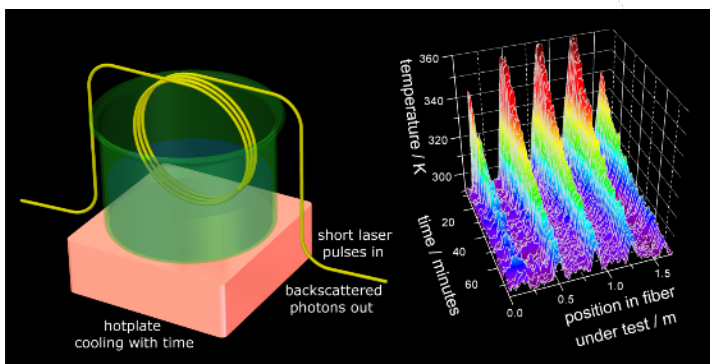 short laser
pulses in
backscattered
photons out
hotplate
cooling with time
temperature / K
360
340
320
300
time / minutes
20
40
60
0.0
0.5
1.0
1.5
position in fiber
under test / m